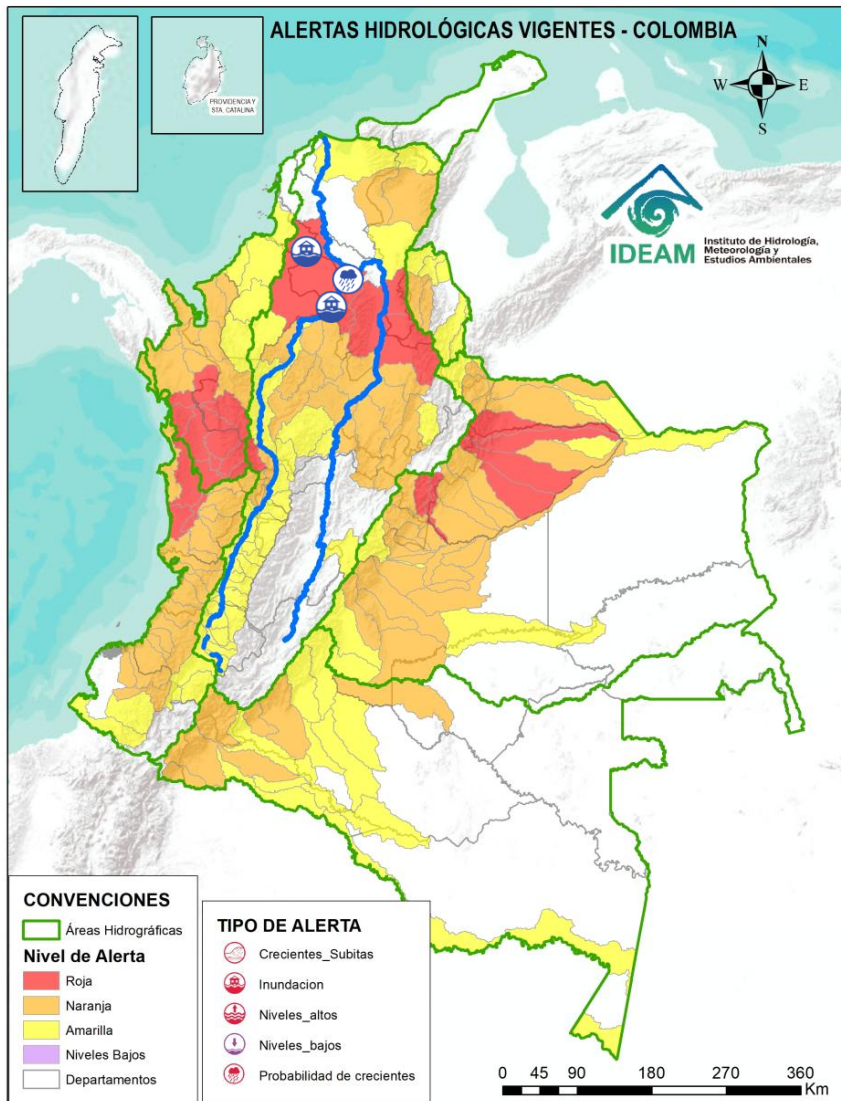 ALERTAS HIDROLÓGICAS VIGENTES - COLOMBIA
PROVIDENCIA Y
STA. CATALINA
N
W
E
S
IDEAM
Instituto de Hidrología,
Meteorología y
Estudios Ambientales
CONVENCIONES
Áreas Hidrográficas
Nivel de Alerta
Roja
Naranja
Amarilla
Niveles Bajos
Departamentos
TIPO DE ALERTA
Crecientes_Subitas
Inundacion
Niveles_altos
Niveles_bajos
Probabilidad de crecientes
0 45 90 180 270 360
Km